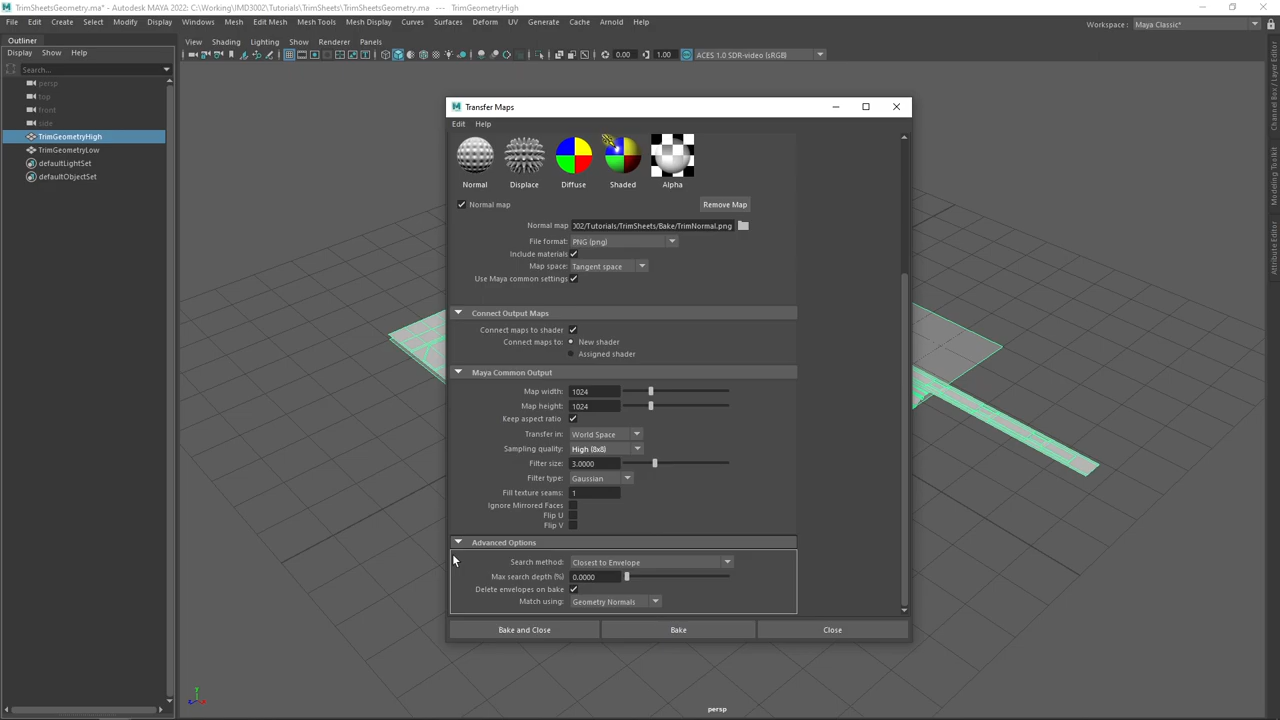 TrimSheetsGeometry.ma* - Autodesk MAYA 2022: C:\Working\IMD3002\Tutorials\TrimSheets\TrimSheetsGeometry.ma --- TrimGeometryHigh
File Edit Create Select Modify Display Windows Mesh Edit Mesh Mesh Tools Mesh Display Curves Surfaces Deform UV Generate Cache Arnold Help
Workspace : Maya Classic*
Outliner
Display Show Help
Search...
persp
top
front
side
TrimGeometryHigh
TrimGeometryLow
defaultLightSet
defaultObjectSet
View Shading Lighting Show Renderer Panels
0.00 1.00 ACES 1.0 SDR-video (sRGB)
Transfer Maps
Edit Help
Normal Displace Diffuse Shaded Alpha
Normal map Remove Map
Normal map 302/Tutorials/TrimSheets/Bake/TrimNormal.png
File format: PNG (png)
Include materials
Map space: Tangent space
Use Maya common settings
Connect Output Maps
Connect maps to shader
Connect maps to: New shader
Assigned shader
Maya Common Output
Map width: 1024
Map height: 1024
Keep aspect ratio
Transfer in: World Space
Sampling quality: High (8x8)
Filter size: 3.0000
Filter type: Gaussian
Fill texture seams: 1
Ignore Mirrored Faces
Flip U
Flip V
Advanced Options
Search method: Closest to Envelope
Max search depth (%) 0.0000
Delete envelopes on bake
Match using: Geometry Normals
Bake and Close Bake Close
persp
Channel Box / Layer Editor
Modeling Toolkit
Attribute Editor